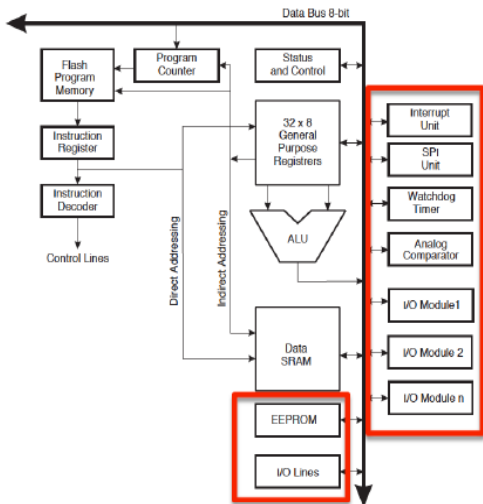 Data Bus 8-bit
Flash
Program
Memory
Program
Counter
Status
and Control
Interrupt
Unit
32 x 8
General
Purpose
Registrers
Instruction
Register
SPI
Unit
Instruction
Decoder
Watchdog
Timer
ALU
Analog
Comparator
Control Lines
Direct Addressing
Indirect Addressing
I/O Module1
Data
SRAM
I/O Module 2
I/O Module n
EEPROM
I/O Lines